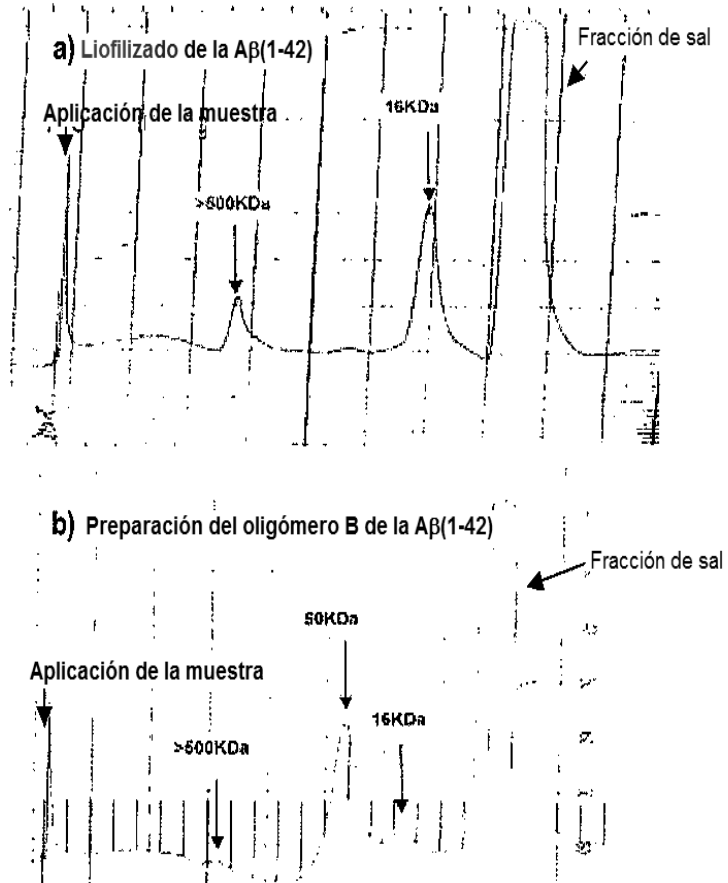 a) Liofilizado de la Aβ(1-42)
Fracción de sal
Aplicación de la muestra
16KDa
>500KDa
b) Preparación del oligómero B de la Aβ(1-42)
Fracción de sal
60KDa
Aplicación de la muestra
16KDa
>500KDa